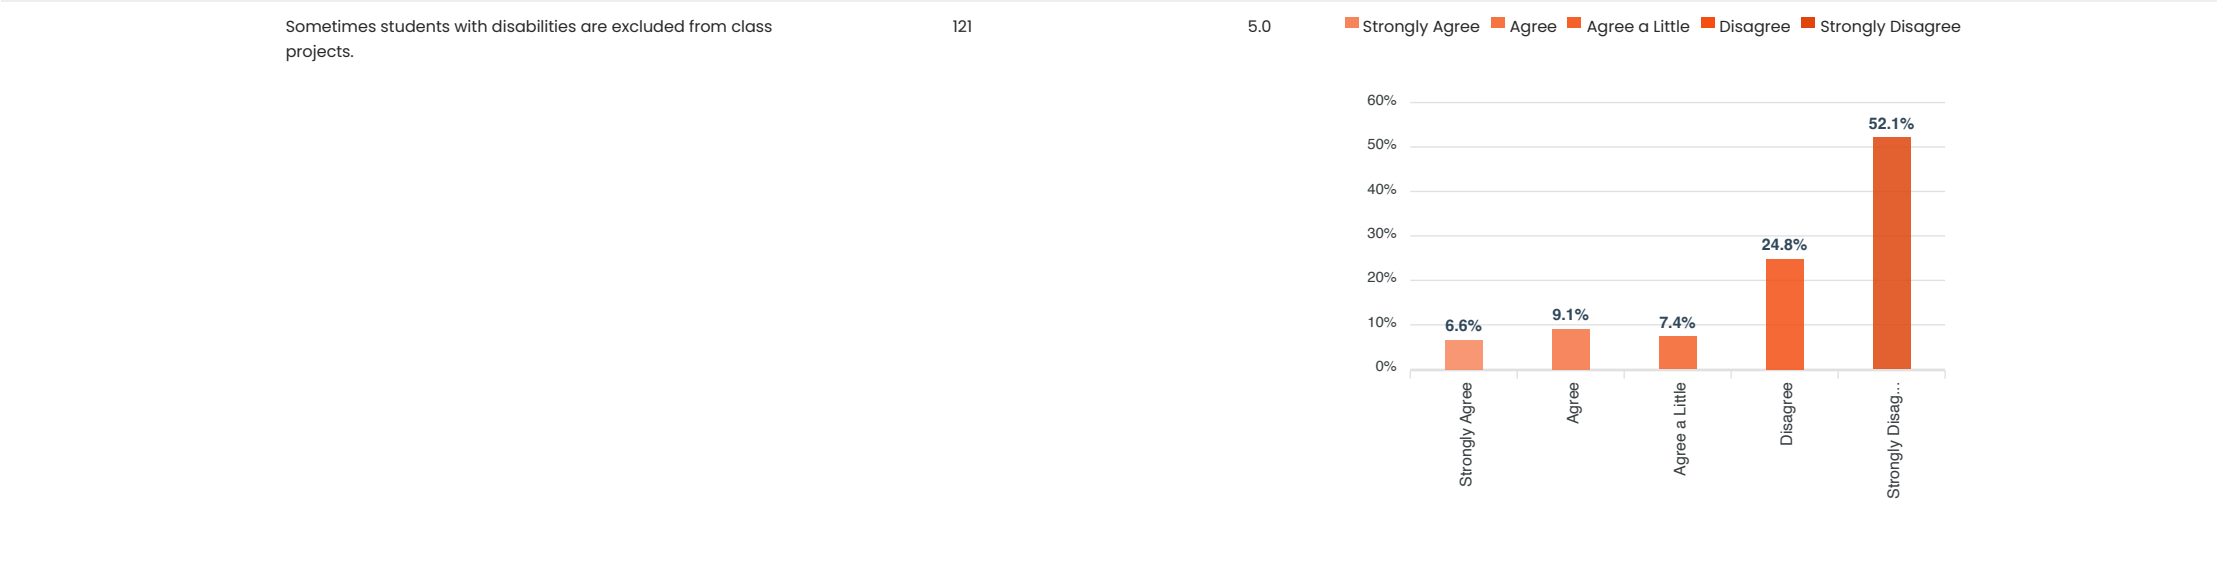 Sometimes students with disabilities are excluded from class
projects.
121
5.0
Strongly Agree Agree Agree a Little Disagree Strongly Disagree
60%
50%
40%
30%
20%
10%
0%
6.6%
9.1%
7.4%
24.8%
52.1%
Strongly Agree
Agree
Agree a Little
Disagree
Strongly Disag...